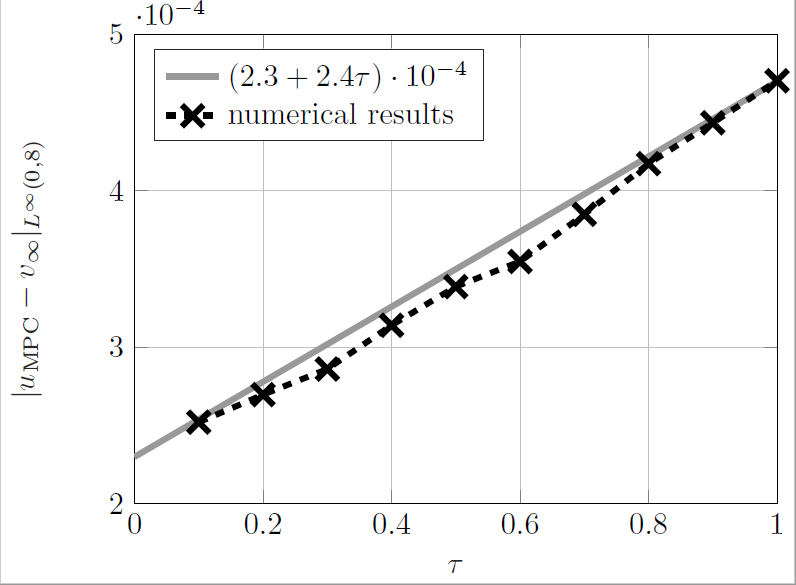 ·10⁻⁴
5
4
3
2
0
0.2
0.4
0.6
0.8
1
(2.3 + 2.4τ) · 10⁻⁴
numerical results
|u_MPC − v_∞|_L^∞(0,8)
τ